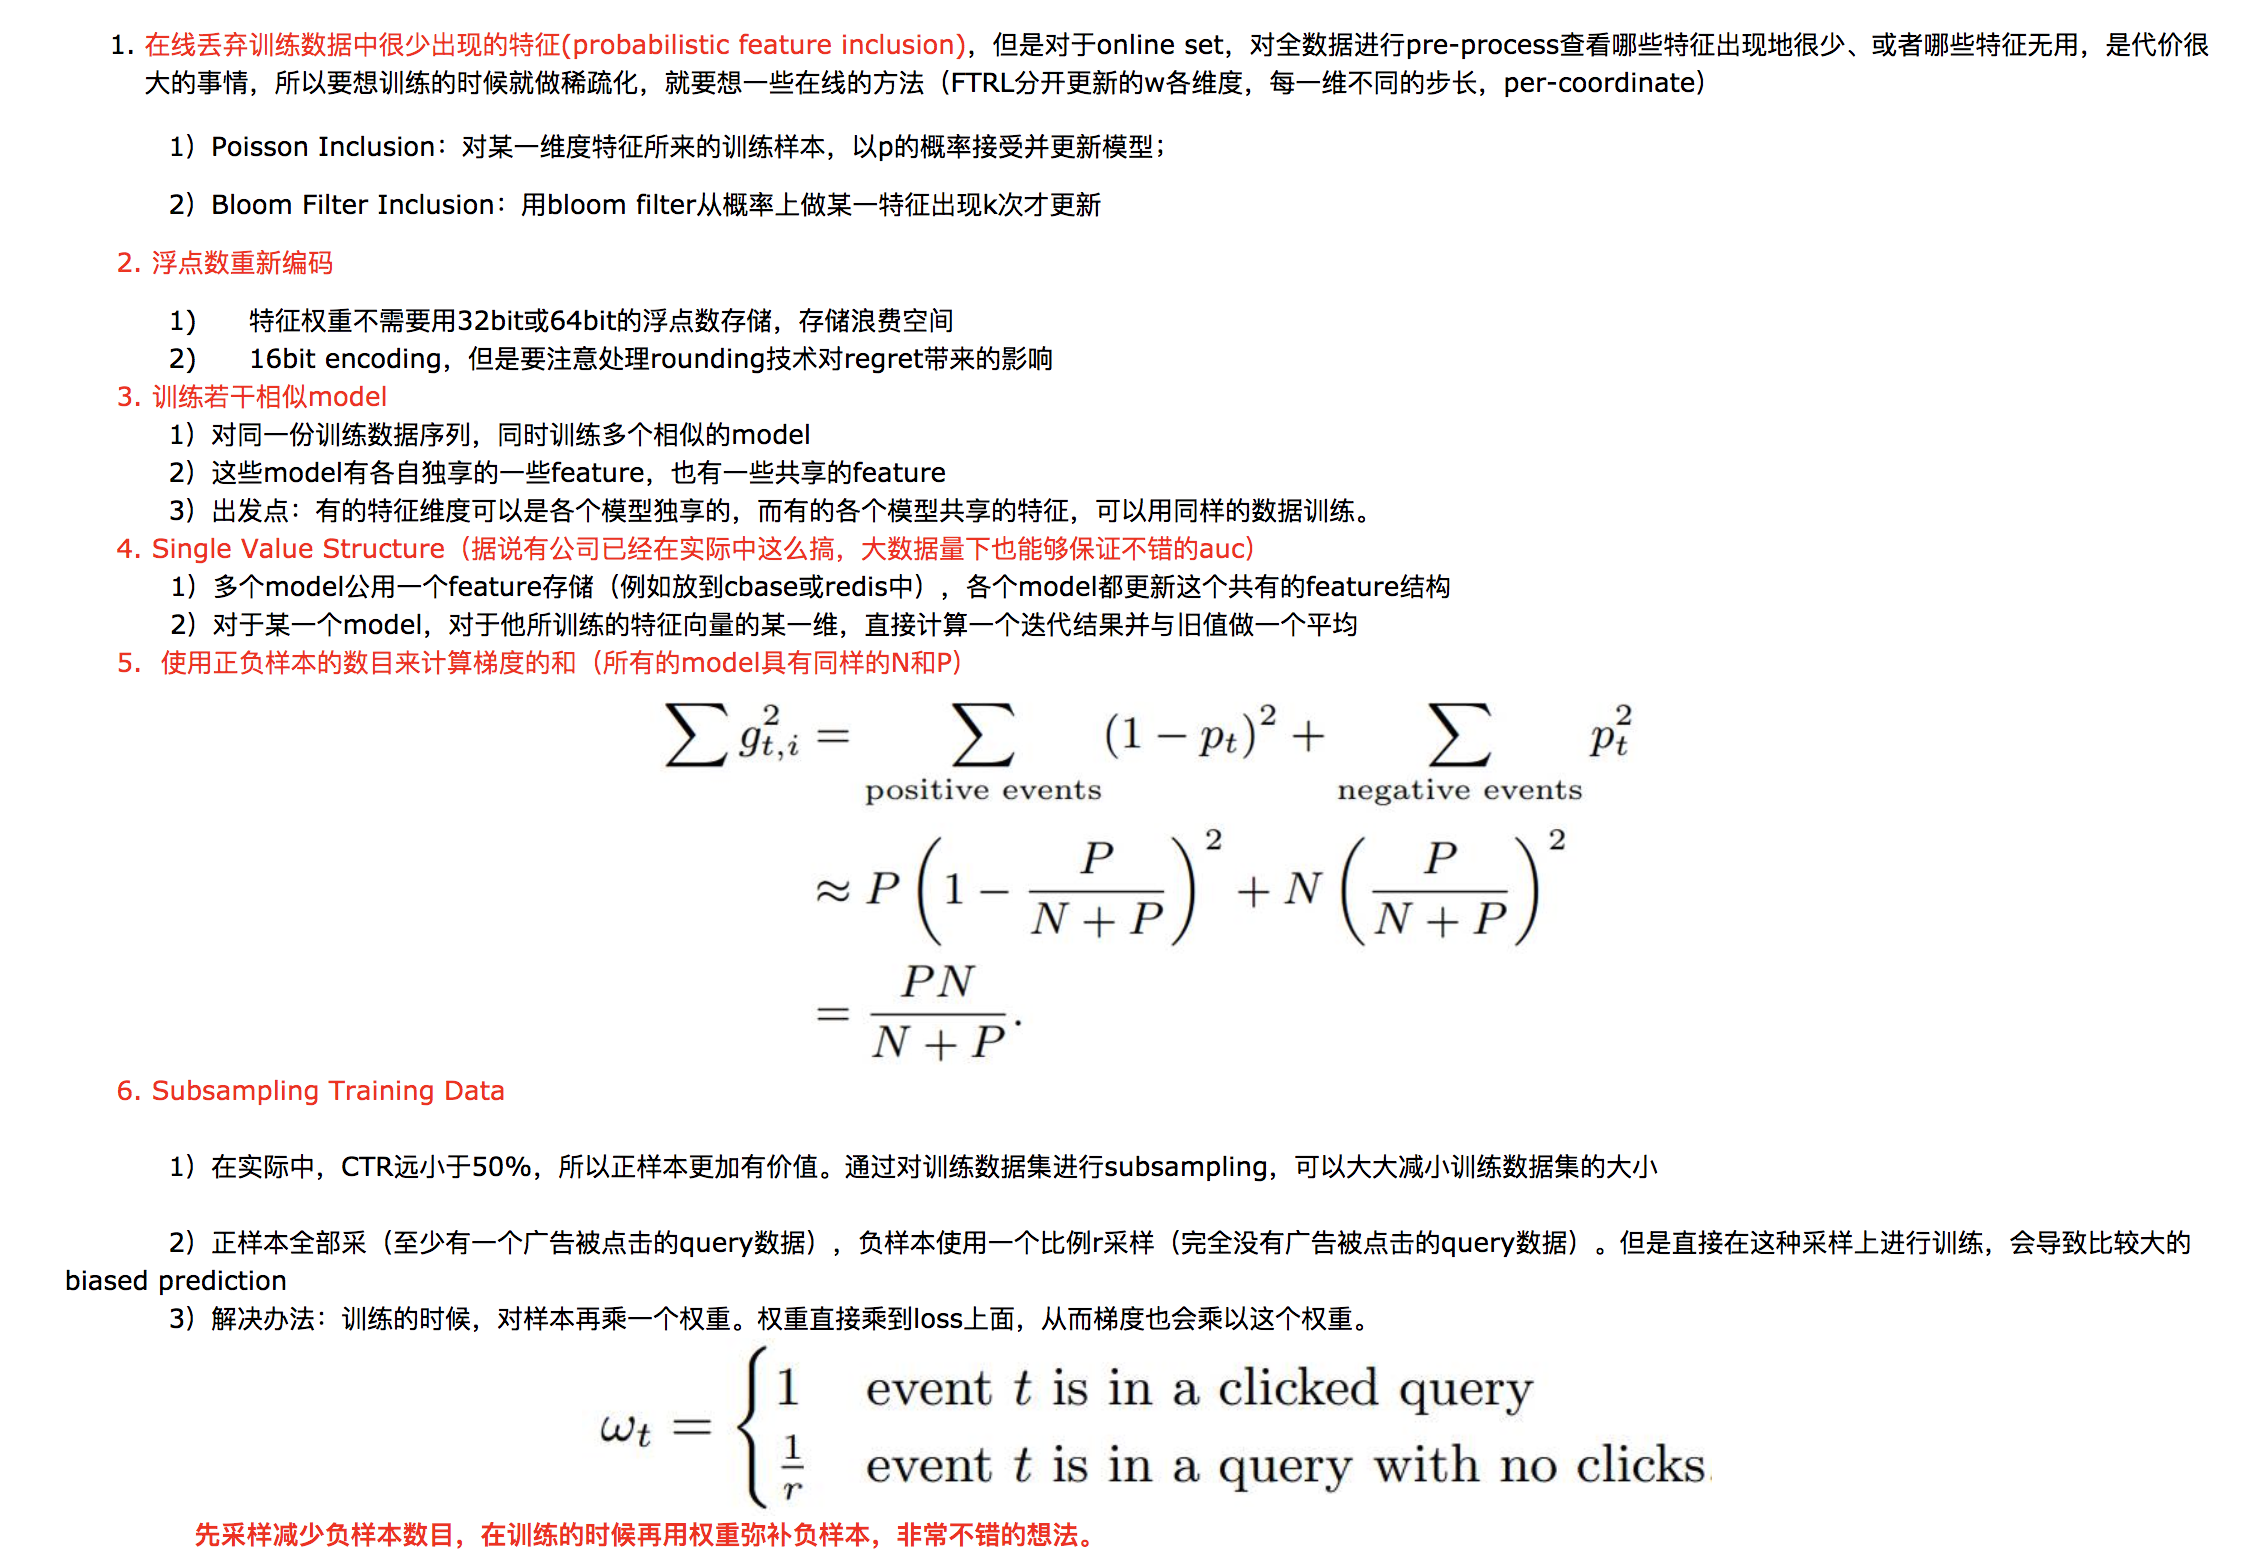 1. 在线丢弃训练数据中很少出现的特征(probabilistic feature inclusion)，但是对于online set，对全数据进行pre-process查看哪些特征出现地很少、或者哪些特征无用，是代价很
大的事情，所以要想训练的时候就做稀疏化，就要想一些在线的方法（FTRL分开更新的w各维度，每一维不同的步长，per-coordinate）
1）Poisson Inclusion：对某一维度特征所来的训练样本，以p的概率接受并更新模型；
2）Bloom Filter Inclusion：用bloom filter从概率上做某一特征出现k次才更新
2. 浮点数重新编码
1) 特征权重不需要用32bit或64bit的浮点数存储，存储浪费空间
2) 16bit encoding，但是要注意处理rounding技术对regret带来的影响
3. 训练若干相似model
1）对同一份训练数据序列，同时训练多个相似的model
2）这些model有各自独享的一些feature，也有一些共享的feature
3）出发点：有的特征维度可以是各个模型独享的，而有的各个模型共享的特征，可以用同样的数据训练。
4. Single Value Structure（据说有公司已经在实际中这么搞，大数据量下也能够保证不错的auc）
1）多个model公用一个feature存储（例如放到cbase或redis中），各个model都更新这个共有的feature结构
2）对于某一个model，对于他所训练的特征向量的某一维，直接计算一个迭代结果并与旧值做一个平均
5. 使用正负样本的数目来计算梯度的和（所有的model具有同样的N和P）
\sum g_{t,i}^2 = \sum_{\text{positive events}} (1 - p_t)^2 + \sum_{\text{negative events}} p_t^2
\approx P \left(1 - \frac{P}{N + P}\right)^2 + N \left(\frac{P}{N + P}\right)^2
= \frac{PN}{N + P}.
6. Subsampling Training Data
1）在实际中，CTR远小于50%，所以正样本更加有价值。通过对训练数据集进行subsampling，可以大大减小训练数据集的大小
2）正样本全部采（至少有一个广告被点击的query数据），负样本使用一个比例r采样（完全没有广告被点击的query数据）。但是直接在这种采样上进行训练，会导致比较大的
biased prediction
3）解决办法：训练的时候，对样本再乘一个权重。权重直接乘到loss上面，从而梯度也会乘以这个权重。
\omega_t = \begin{cases} 1 & \text{event } t \text{ is in a clicked query} \\ \frac{1}{r} & \text{event } t \text{ is in a query with no clicks.} \end{cases}
先采样减少负样本数目，在训练的时候再用权重弥补负样本，非常不错的想法。